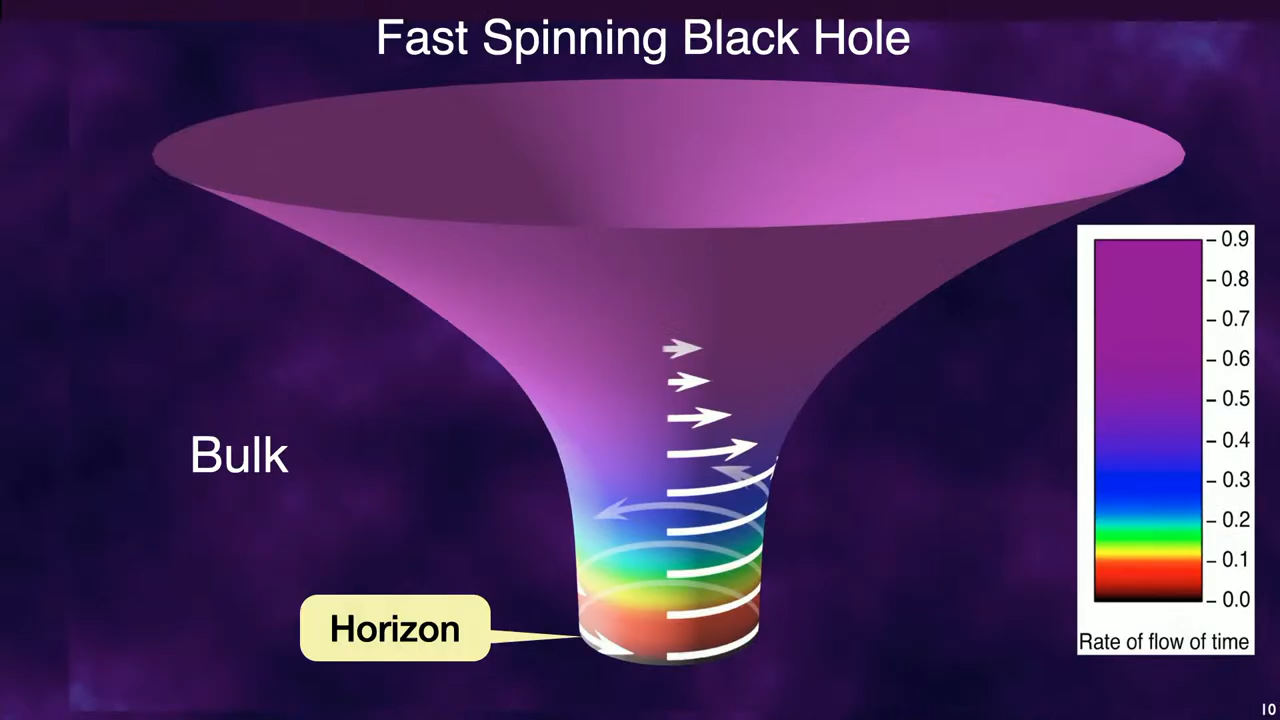 Fast Spinning Black Hole
Bulk
Horizon
– 0.9
– 0.8
– 0.7
– 0.6
– 0.5
– 0.4
– 0.3
– 0.2
– 0.1
– 0.0
Rate of flow of time
10